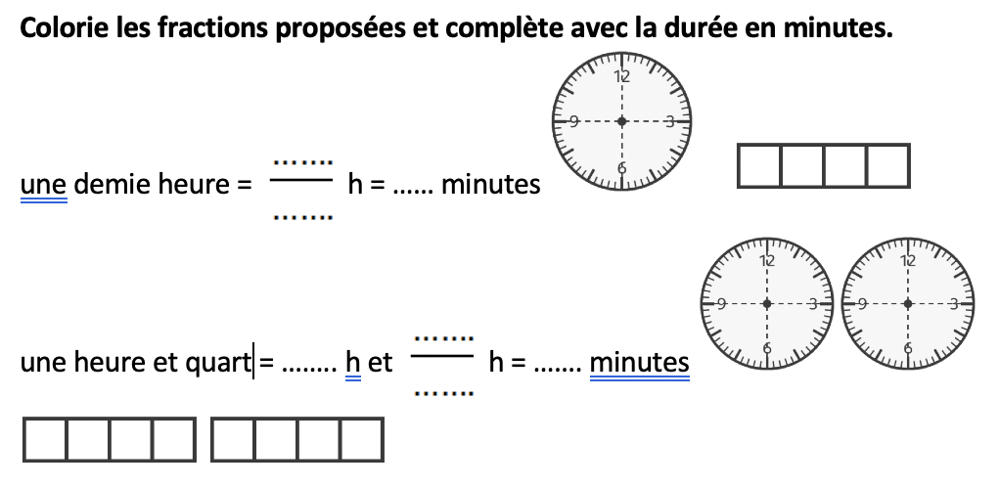 Colorie les fractions proposées et complète avec la durée en minutes.
12
9 3
6
.......
une demie heure = h = ...... minutes
.......
12 12
9 3 9 3
6 6
.......
une heure et quart = ........ h et h = ....... minutes
.......